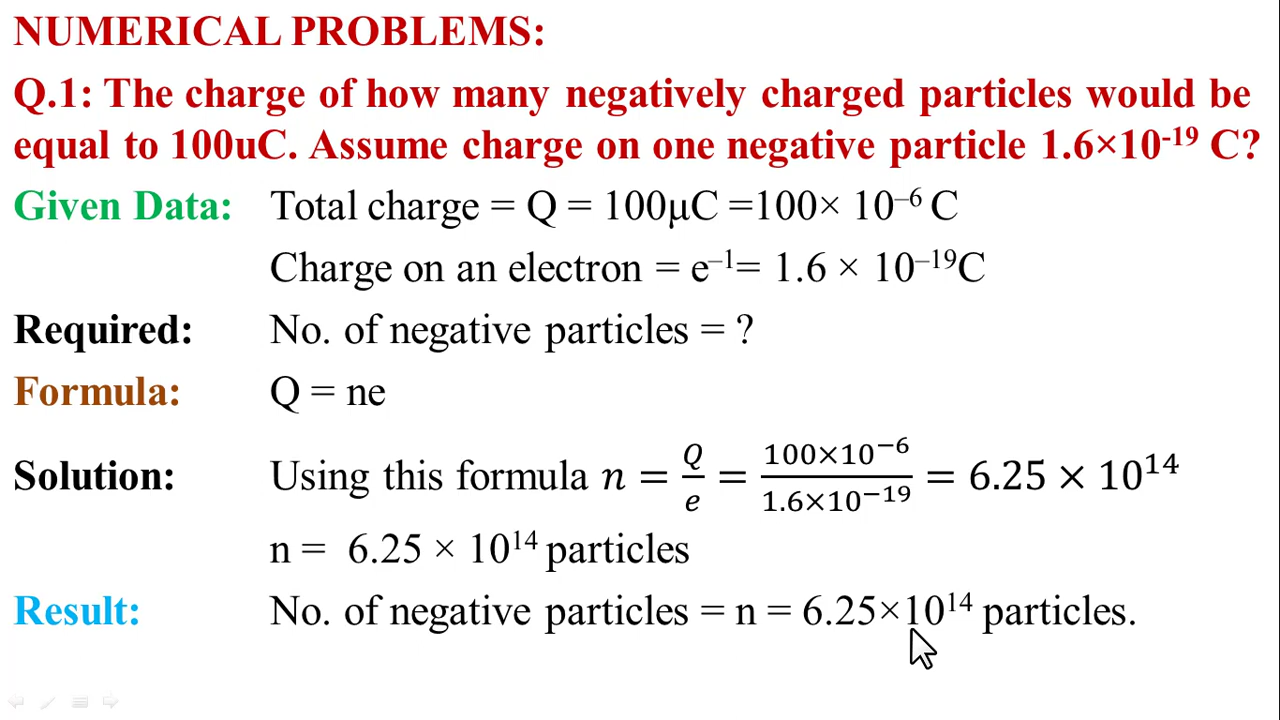 NUMERICAL PROBLEMS:
Q.1: The charge of how many negatively charged particles would be
equal to 100uC. Assume charge on one negative particle 1.6×10⁻¹⁹ C?
Given Data: Total charge = Q = 100μC =100× 10⁻⁶ C
Charge on an electron = e⁻¹= 1.6 × 10⁻¹⁹C
Required: No. of negative particles = ?
Formula: Q = ne
Solution: Using this formula n = Q/e = 100×10⁻⁶/1.6×10⁻¹⁹ = 6.25 × 10¹⁴
n = 6.25 × 10¹⁴ particles
Result: No. of negative particles = n = 6.25×10¹⁴ particles.